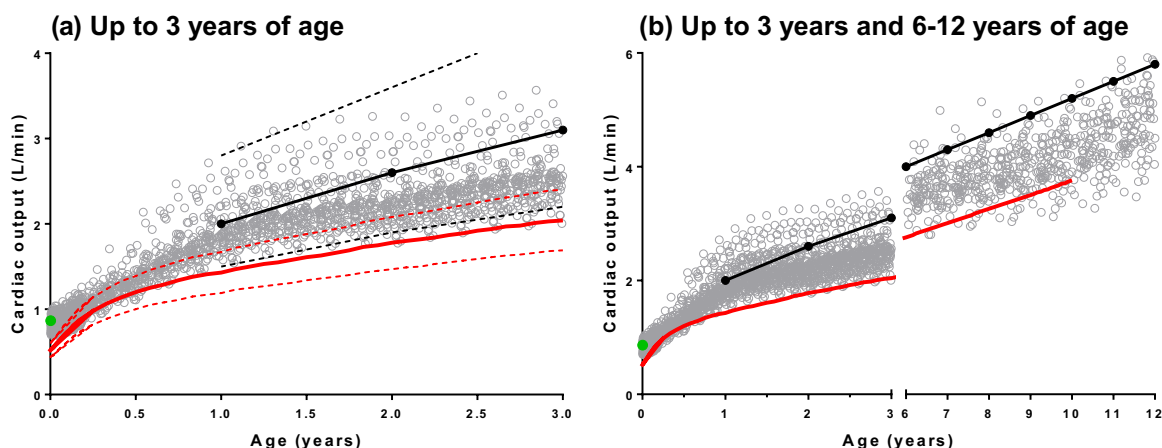 (a) Up to 3 years of age
Cardiac output (L/min)
4
3
2
1
0
0.0 0.5 1.0 1.5 2.0 2.5 3.0
Age (years)
(b) Up to 3 years and 6-12 years of age
Cardiac output (L/min)
6
4
2
0
0 1 2 3 6 7 8 9 10 11 12
Age (years)